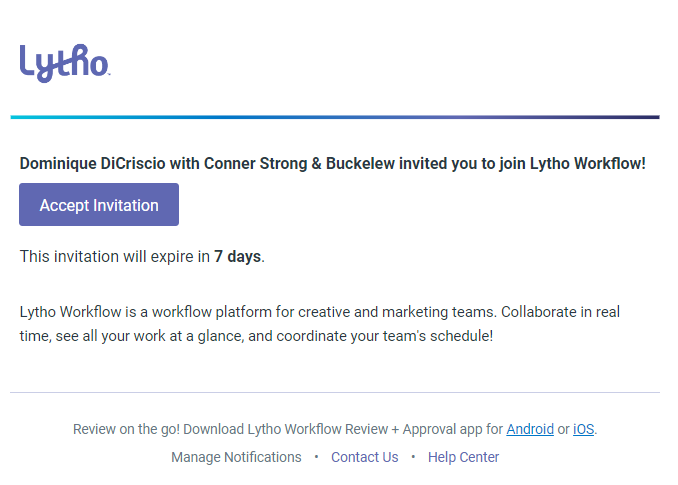 Lytho
Dominique DiCriscio with Conner Strong & Buckelew invited you to join Lytho Workflow!
Accept Invitation
This invitation will expire in 7 days.
Lytho Workflow is a workflow platform for creative and marketing teams. Collaborate in real
time, see all your work at a glance, and coordinate your team's schedule!
Review on the go! Download Lytho Workflow Review + Approval app for Android or iOS.
Manage Notifications • Contact Us • Help Center